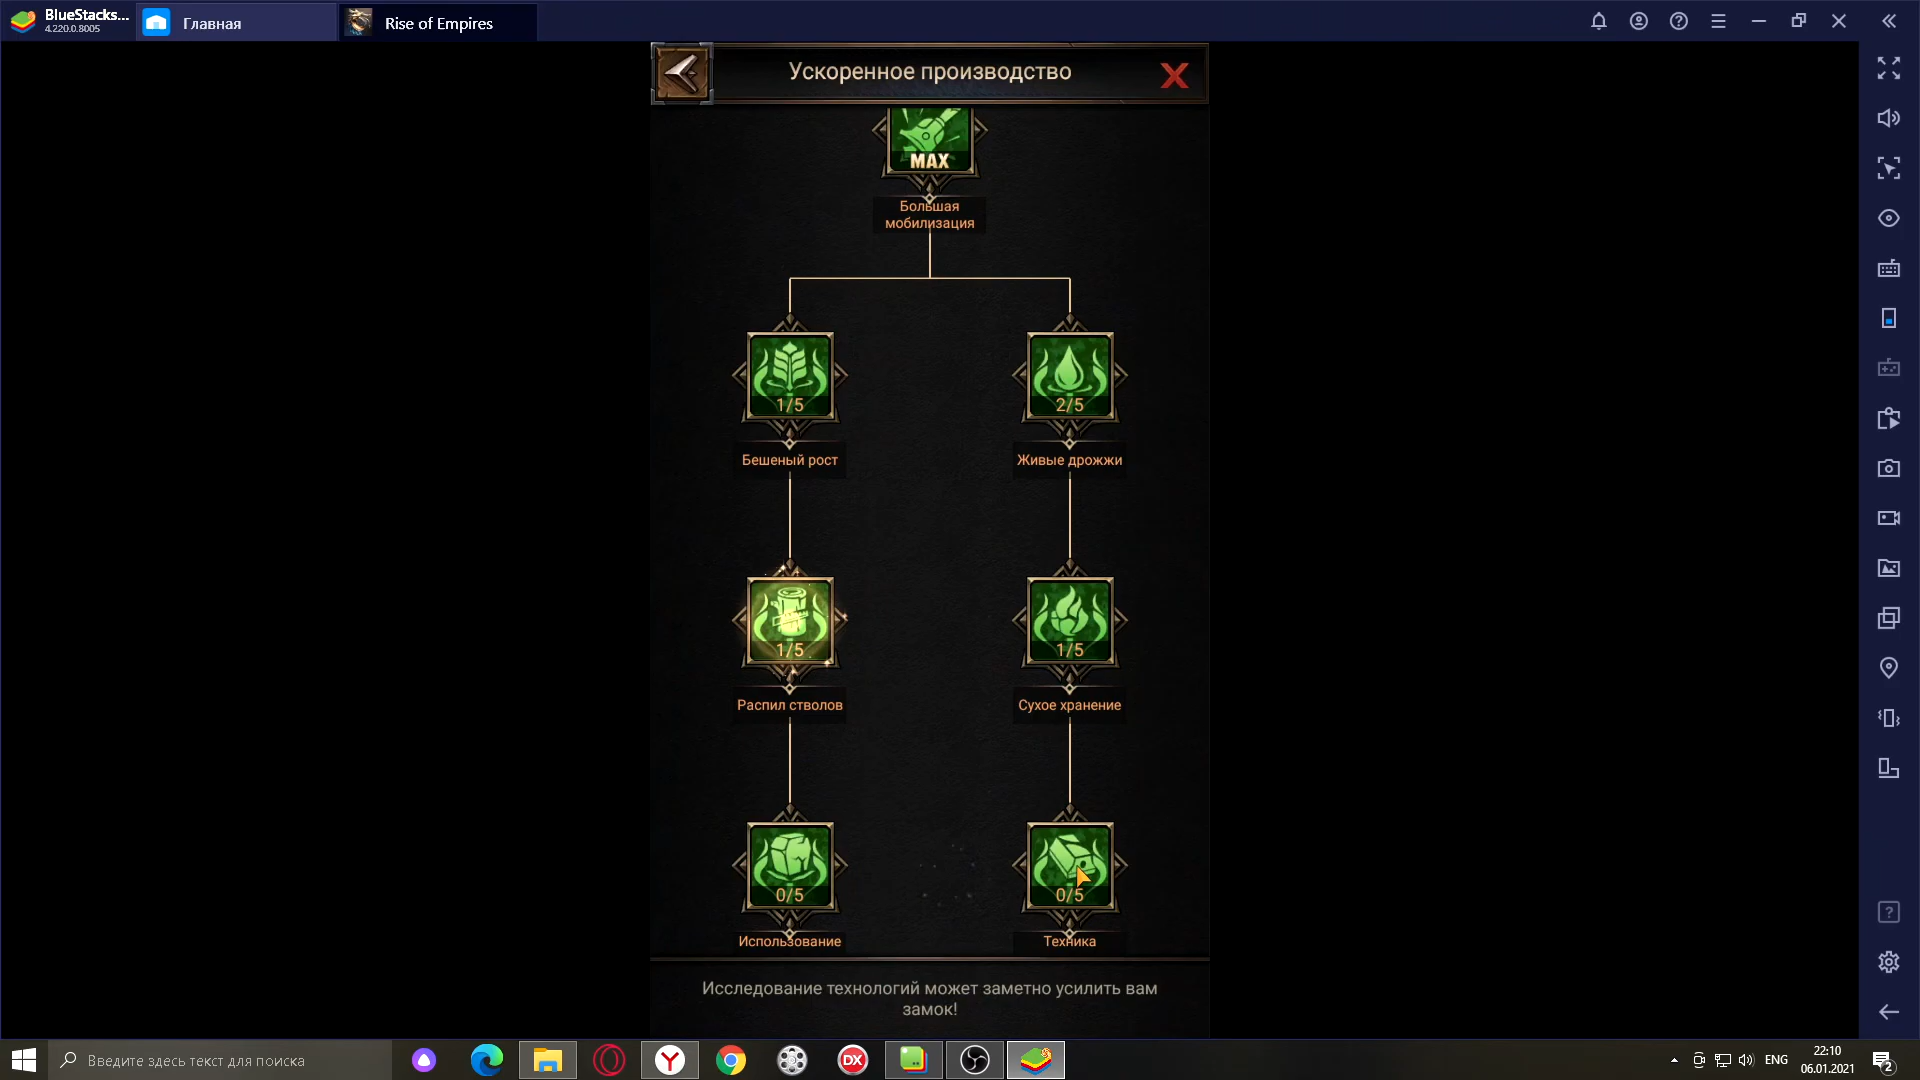 BlueStacks...
4.220.0.8005
Главная
Rise of Empires
Ускоренное производство
MAX
Большая
мобилизация
1/5
2/5
Бешеный рост
Живые дрожжи
1/5
1/5
Распил стволов
Сухое хранение
0/5
0/5
Использование
Техника
Исследование технологий может заметно усилить вам
замок!
Введите здесь текст для поиска
DX
ENG
22:10
06.01.2021
2